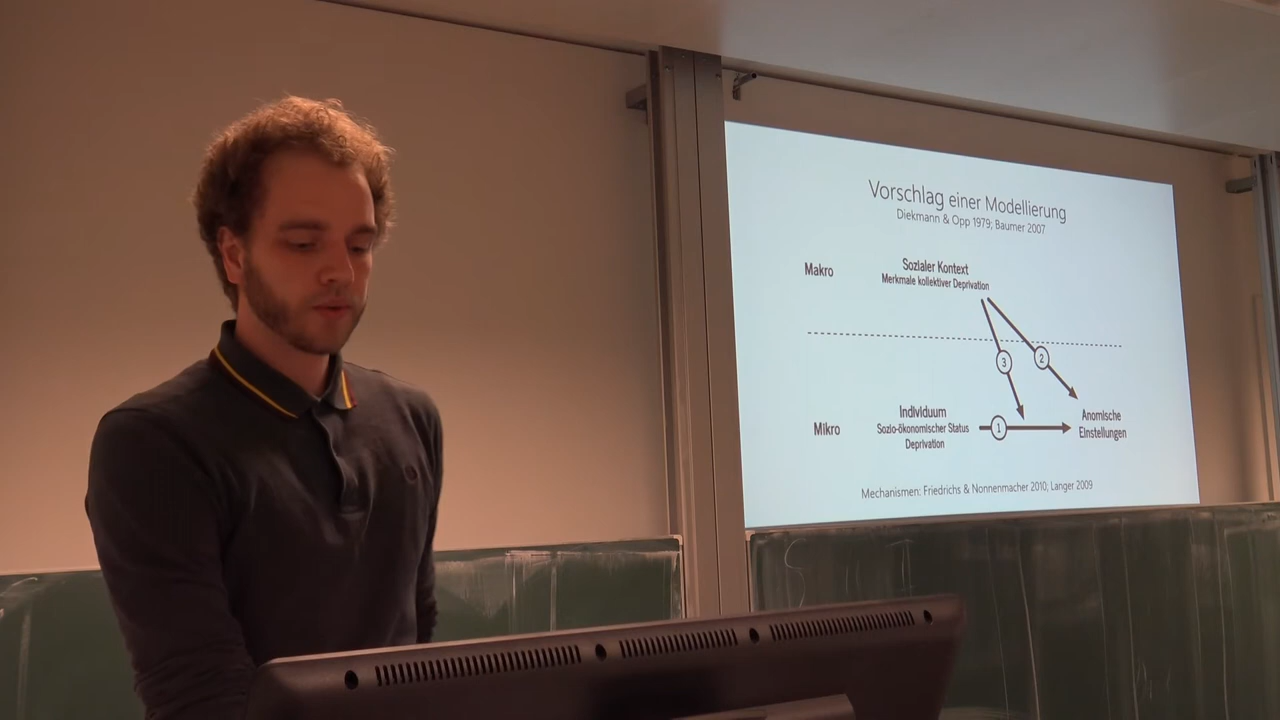 Vorschlag einer Modellierung
Diekmann & Opp 1979; Baumer 2007
Makro
Sozialer Kontext
Merkmale kollektiver Deprivation
3
2
Mikro
Individuum
Sozio-ökonomischer Status
Deprivation
1
Anomische
Einstellungen
Mechanismen: Friedrichs & Nonnenmacher 2010; Langer 2009